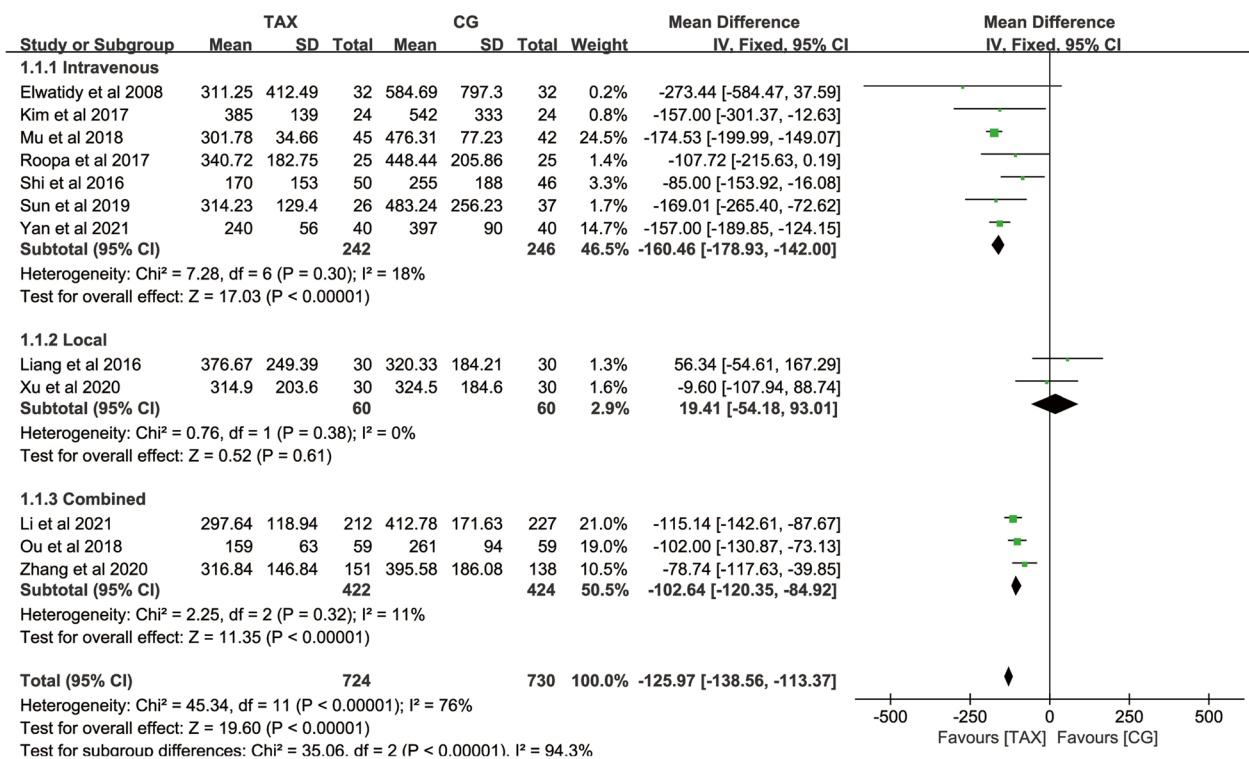 TAX CG Mean Difference Mean Difference
Study or Subgroup Mean SD Total Mean SD Total Weight IV, Fixed, 95% CI IV, Fixed, 95% CI
1.1.1 Intravenous
Elwatidy et al 2008 311.25 412.49 32 584.69 797.3 32 0.2% -273.44 [-584.47, 37.59]
Kim et al 2017 385 139 24 542 333 24 0.8% -157.00 [-301.37, -12.63]
Mu et al 2018 301.78 34.66 45 476.31 77.23 42 24.5% -174.53 [-199.99, -149.07]
Roopa et al 2017 340.72 182.75 25 448.44 205.86 25 1.4% -107.72 [-215.63, 0.19]
Shi et al 2016 170 153 50 255 188 46 3.3% -85.00 [-153.92, -16.08]
Sun et al 2019 314.23 129.4 26 483.24 256.23 37 1.7% -169.01 [-265.40, -72.62]
Yan et al 2021 240 56 40 397 90 40 14.7% -157.00 [-189.85, -124.15]
Subtotal (95% CI) 242 246 46.5% -160.46 [-178.93, -142.00]
Heterogeneity: Chi² = 7.28, df = 6 (P = 0.30); I² = 18%
Test for overall effect: Z = 17.03 (P < 0.00001)
1.1.2 Local
Liang et al 2016 376.67 249.39 30 320.33 184.21 30 1.3% 56.34 [-54.61, 167.29]
Xu et al 2020 314.9 203.6 30 324.5 184.6 30 1.6% -9.60 [-107.94, 88.74]
Subtotal (95% CI) 60 60 2.9% 19.41 [-54.18, 93.01]
Heterogeneity: Chi² = 0.76, df = 1 (P = 0.38); I² = 0%
Test for overall effect: Z = 0.52 (P = 0.61)
1.1.3 Combined
Li et al 2021 297.64 118.94 212 412.78 171.63 227 21.0% -115.14 [-142.61, -87.67]
Ou et al 2018 159 63 59 261 94 59 19.0% -102.00 [-130.87, -73.13]
Zhang et al 2020 316.84 146.84 151 395.58 186.08 138 10.5% -78.74 [-117.63, -39.85]
Subtotal (95% CI) 422 424 50.5% -102.64 [-120.35, -84.92]
Heterogeneity: Chi² = 2.25, df = 2 (P = 0.32); I² = 11%
Test for overall effect: Z = 11.35 (P < 0.00001)
Total (95% CI) 724 730 100.0% -125.97 [-138.56, -113.37]
Heterogeneity: Chi² = 45.34, df = 11 (P < 0.00001); I² = 76%
Test for overall effect: Z = 19.60 (P < 0.00001)
Test for subgroup differences: Chi² = 35.06, df = 2 (P < 0.00001), I² = 94.3%
-500 -250 0 250 500
Favours [TAX] Favours [CG]